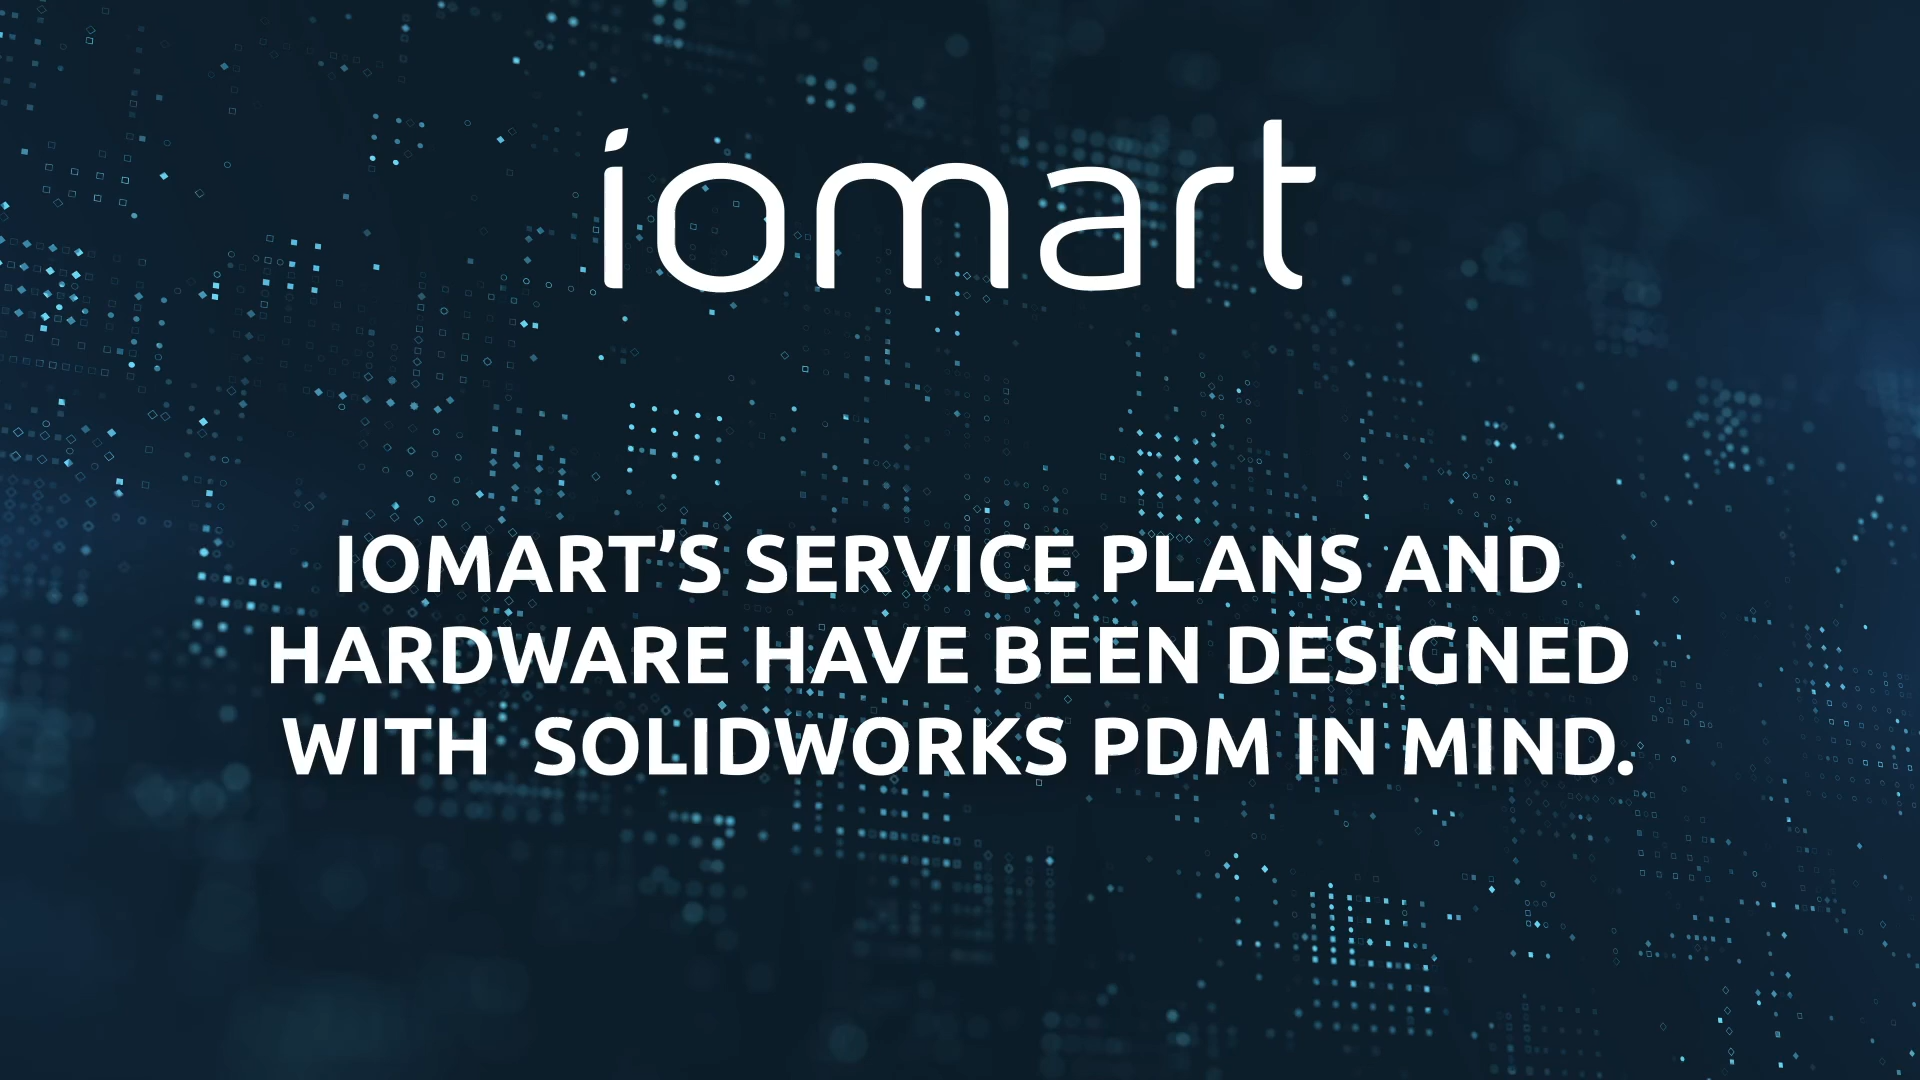 iomart
IOMART’S SERVICE PLANS AND
HARDWARE HAVE BEEN DESIGNED
WITH  SOLIDWORKS PDM IN MIND.